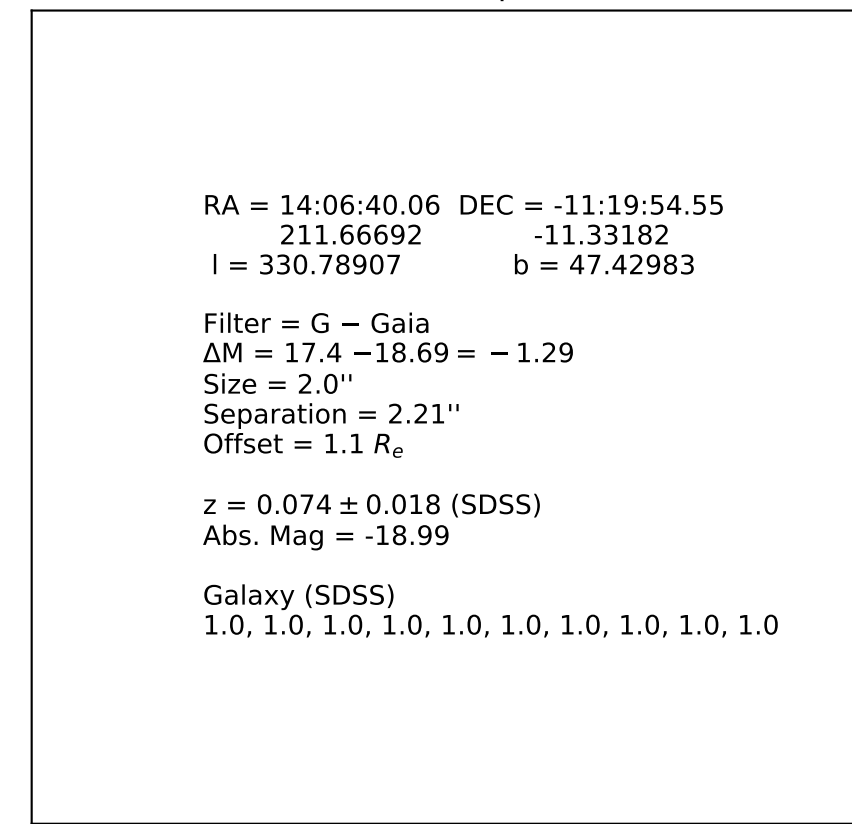 RA = 14:06:40.06 DEC = -11:19:54.55
211.66692 -11.33182
l = 330.78907 b = 47.42983
Filter = G − Gaia
ΔM = 17.4 −18.69 = − 1.29
Size = 2.0''
Separation = 2.21''
Offset = 1.1 Rₑ
z = 0.074 ± 0.018 (SDSS)
Abs. Mag = -18.99
Galaxy (SDSS)
1.0, 1.0, 1.0, 1.0, 1.0, 1.0, 1.0, 1.0, 1.0, 1.0